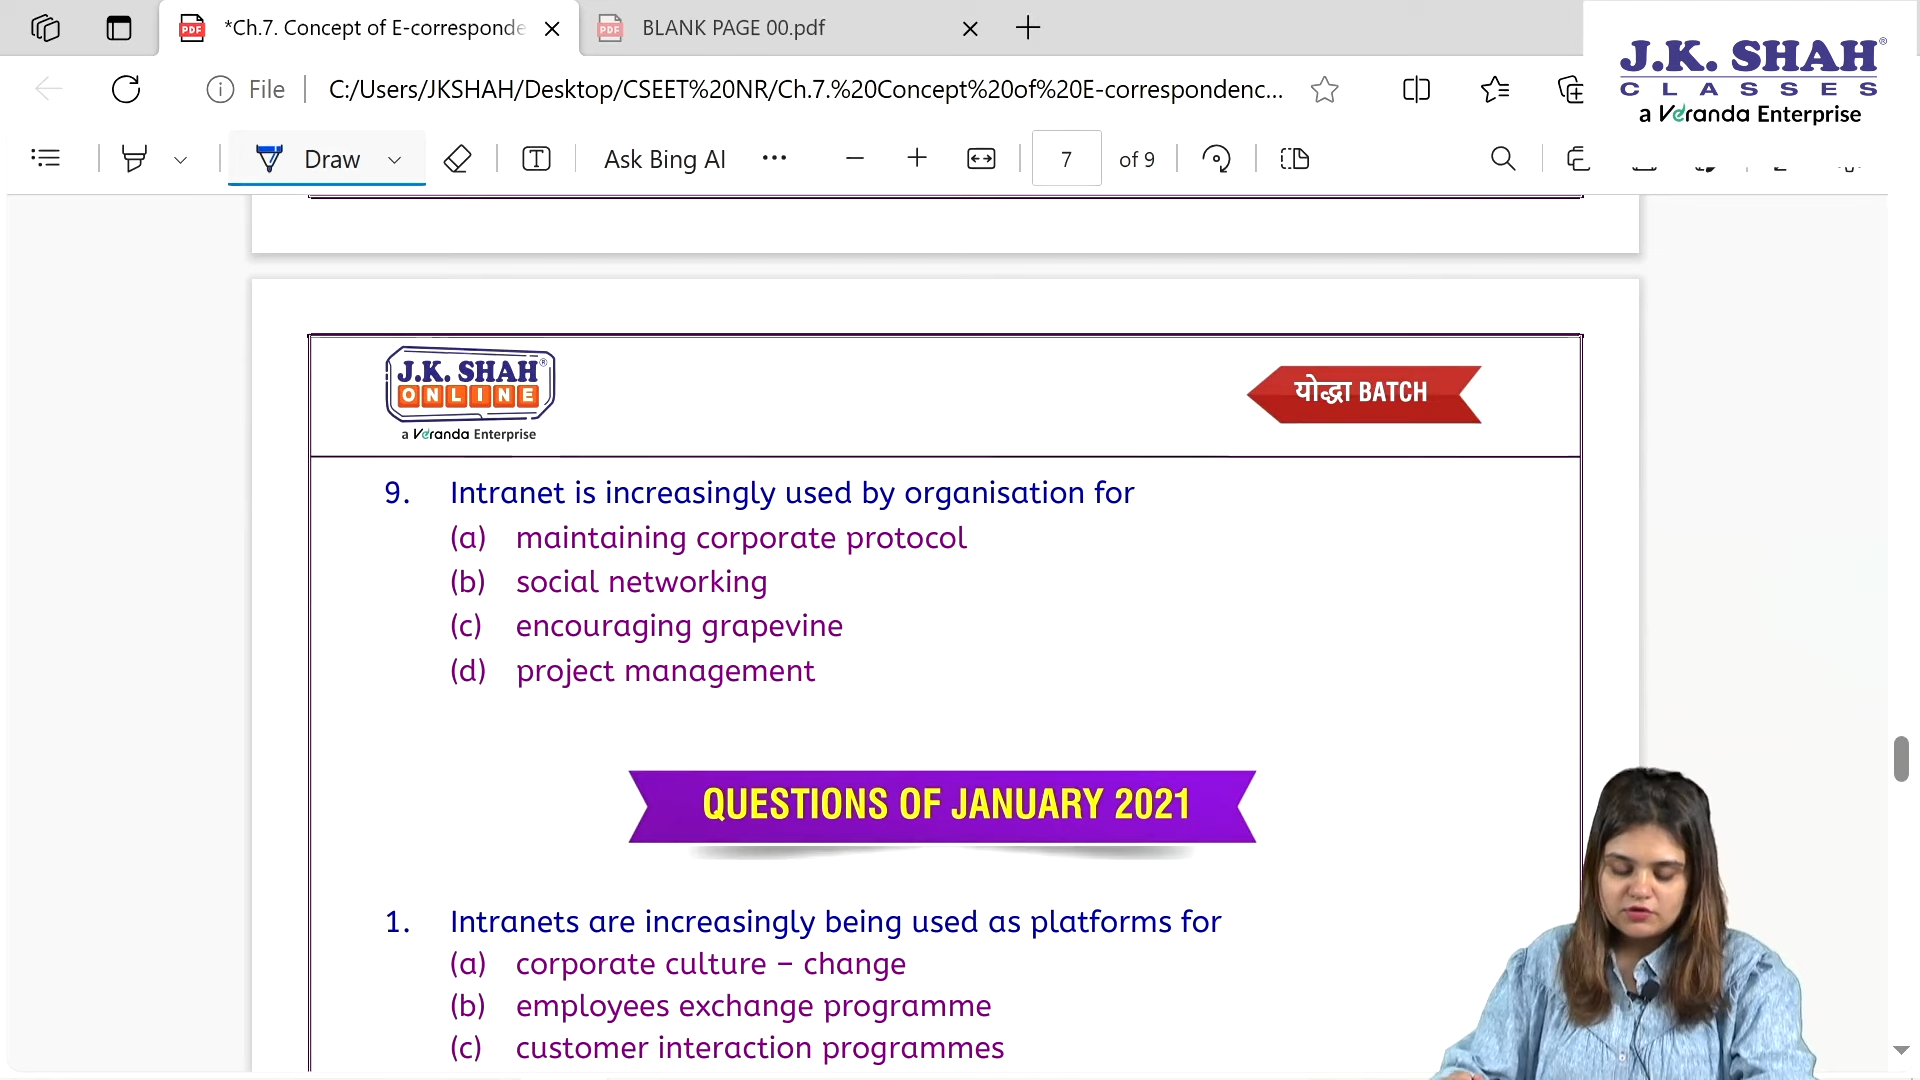 *Ch.7. Concept of E-corresponde
BLANK PAGE 00.pdf
File
C:/Users/JKSHAH/Desktop/CSEET%20NR/Ch.7.%20Concept%20of%20E-correspondenc...
J.K. SHAH®
CLASSES
a Veranda Enterprise
Draw
Ask Bing AI
7
of 9
J.K. SHAH®
ONLINE
a Veranda Enterprise
योद्धा BATCH
9. Intranet is increasingly used by organisation for
(a) maintaining corporate protocol
(b) social networking
(c) encouraging grapevine
(d) project management
QUESTIONS OF JANUARY 2021
1. Intranets are increasingly being used as platforms for
(a) corporate culture – change
(b) employees exchange programme
(c) customer interaction programmes